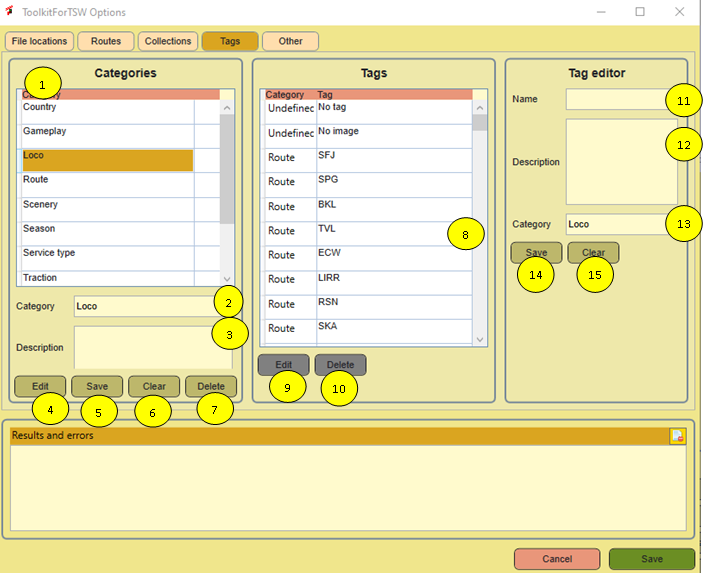 ToolkitForTSW Options
File locations Routes Collections Tags Other
Categories
1
Country
Gameplay
Loco
Route
Scenery
Season
Service type
Traction
Category Loco 2
Description 3
Edit Save Clear Delete
4 5 6 7
Tags
Category Tag
Undefined No tag
Undefined No image
Route SFJ
Route SPG
Route BKL
Route TVL
8
Route ECW
Route LIRR
Route RSN
Route SKA
Edit Delete
9 10
Tag editor
Name 11
Description 12
Category Loco 13
Save Clear
14 15
Results and errors
Cancel Save